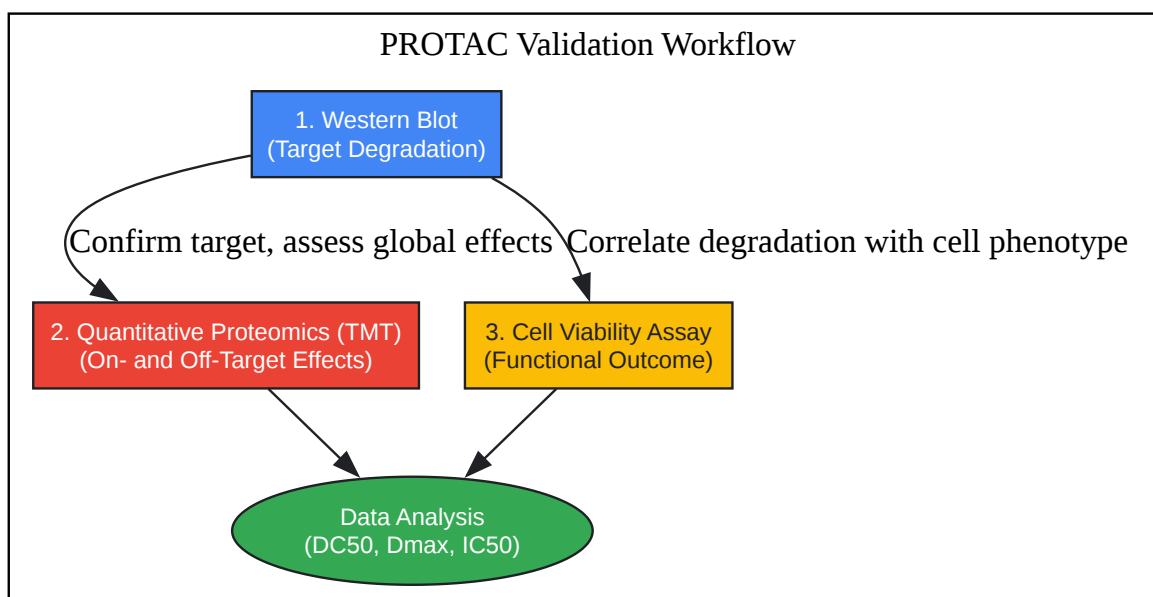 PROTAC Validation Workflow
1. Western Blot
(Target Degradation)
Confirm target, assess global effects
Correlate degradation with cell phenotype
2. Quantitative Proteomics (TMT)
(On- and Off-Target Effects)
3. Cell Viability Assay
(Functional Outcome)
Data Analysis
(DC50, Dmax, IC50)